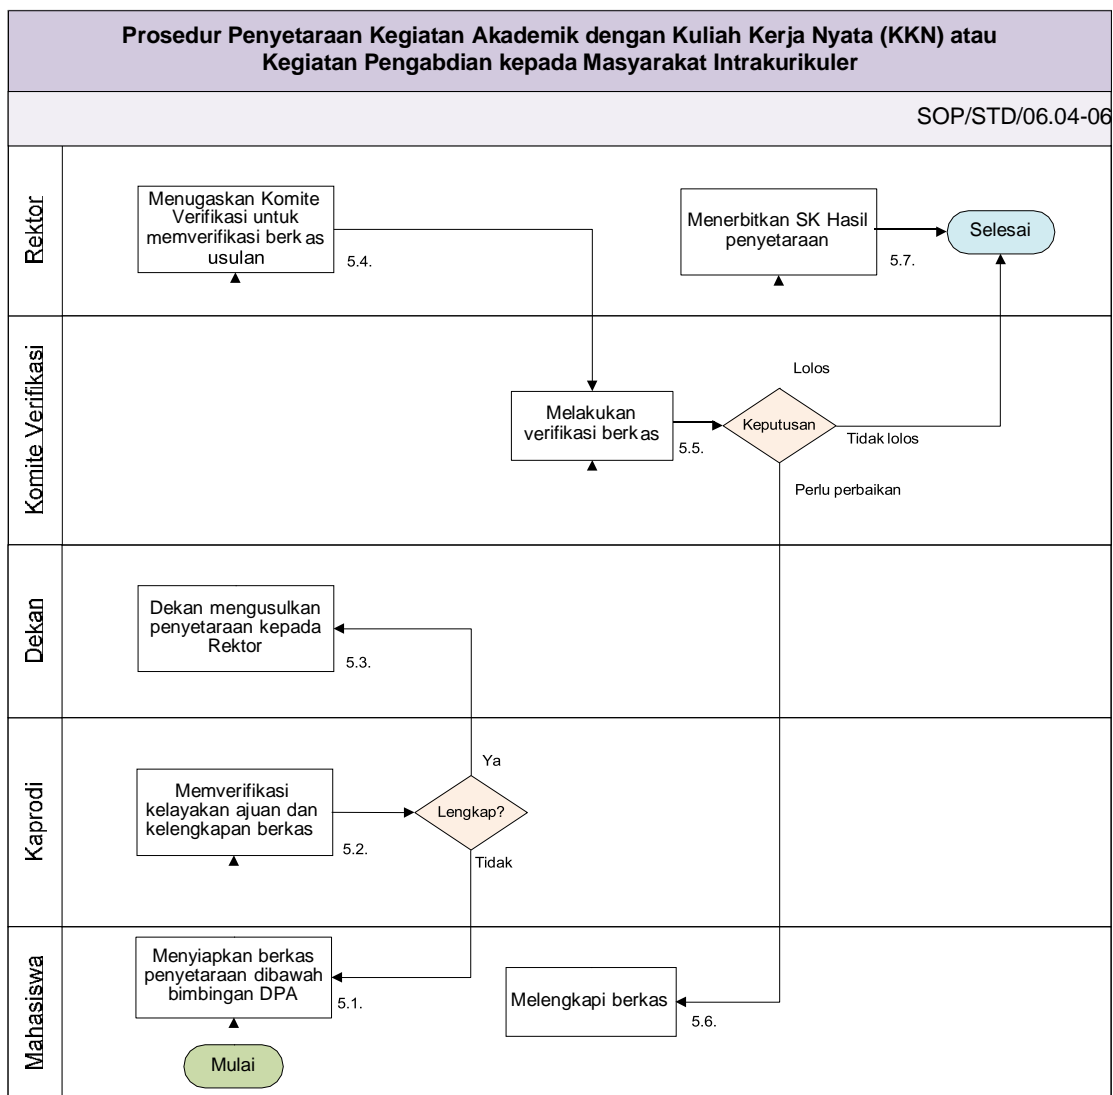 Prosedur Penyetaraan Kegiatan Akademik dengan Kuliah Kerja Nyata (KKN) atau
Kegiatan Pengabdian kepada Masyarakat Intrakurikuler
SOP/STD/06.04-06
Rektor
Menugaskan Komite
Verifikasi untuk
memverifikasi berkas
usulan
5.4.
Menerbitkan SK Hasil
penyetaraan
5.7.
Selesai
Komite Verifikasi
Melakukan
verifikasi berkas
5.5.
Lolos
Keputusan
Tidak lolos
Perlu perbaikan
Dekan
Dekan mengusulkan
penyetaraan kepada
Rektor
5.3.
Kaprodi
Memverifikasi
kelayakan ajuan dan
kelengkapan berkas
5.2.
Ya
Lengkap?
Tidak
Mahasiswa
Menyiapkan berkas
penyetaraan dibawah
bimbingan DPA
5.1.
Melengkapi berkas
5.6.
Mulai